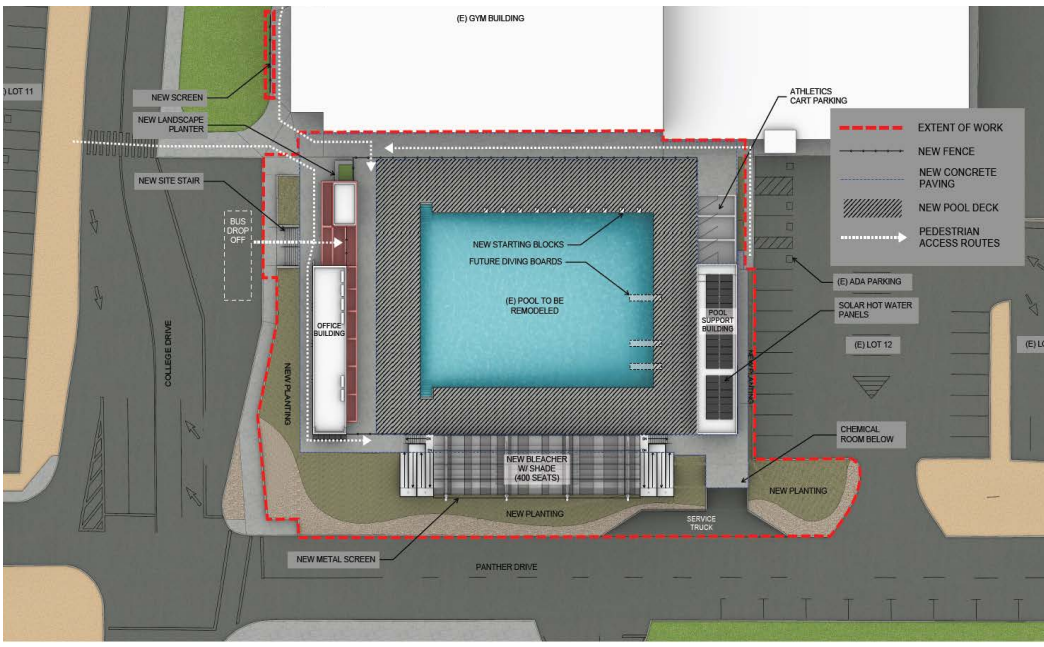 (E) GYM BUILDING
) LOT 11
NEW SCREEN
NEW LANDSCAPE
PLANTER
NEW SITE STAIR
BUS
DROP
OFF
COLLEGE DRIVE
ATHLETICS
CART PARKING
EXTENT OF WORK
NEW FENCE
NEW CONCRETE
PAVING
NEW POOL DECK
PEDESTRIAN
ACCESS ROUTES
NEW STARTING BLOCKS
FUTURE DIVING BOARDS
(E) POOL TO BE
REMODELED
OFFICE
BUILDING
POOL
SUPPORT
BUILDING
(E) ADA PARKING
SOLAR HOT WATER
PANELS
(E) LOT 12
(E) LO
NEW PLANTING
NEW PLANTING
CHEMICAL
ROOM BELOW
NEW BLEACHER
W/ SHADE
(400 SEATS)
NEW PLANTING
NEW PLANTING
SERVICE
TRUCK
NEW METAL SCREEN
PANTHER DRIVE